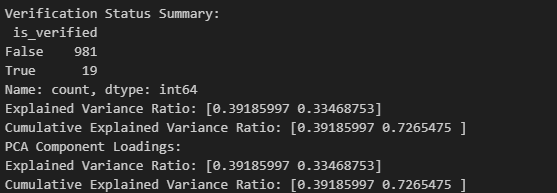 Verification Status Summary:
is_verified
False    981
True      19
Name: count, dtype: int64
Explained Variance Ratio: [0.39185997 0.33468753]
Cumulative Explained Variance Ratio: [0.39185997 0.7265475 ]
PCA Component Loadings:
Explained Variance Ratio: [0.39185997 0.33468753]
Cumulative Explained Variance Ratio: [0.39185997 0.7265475 ]